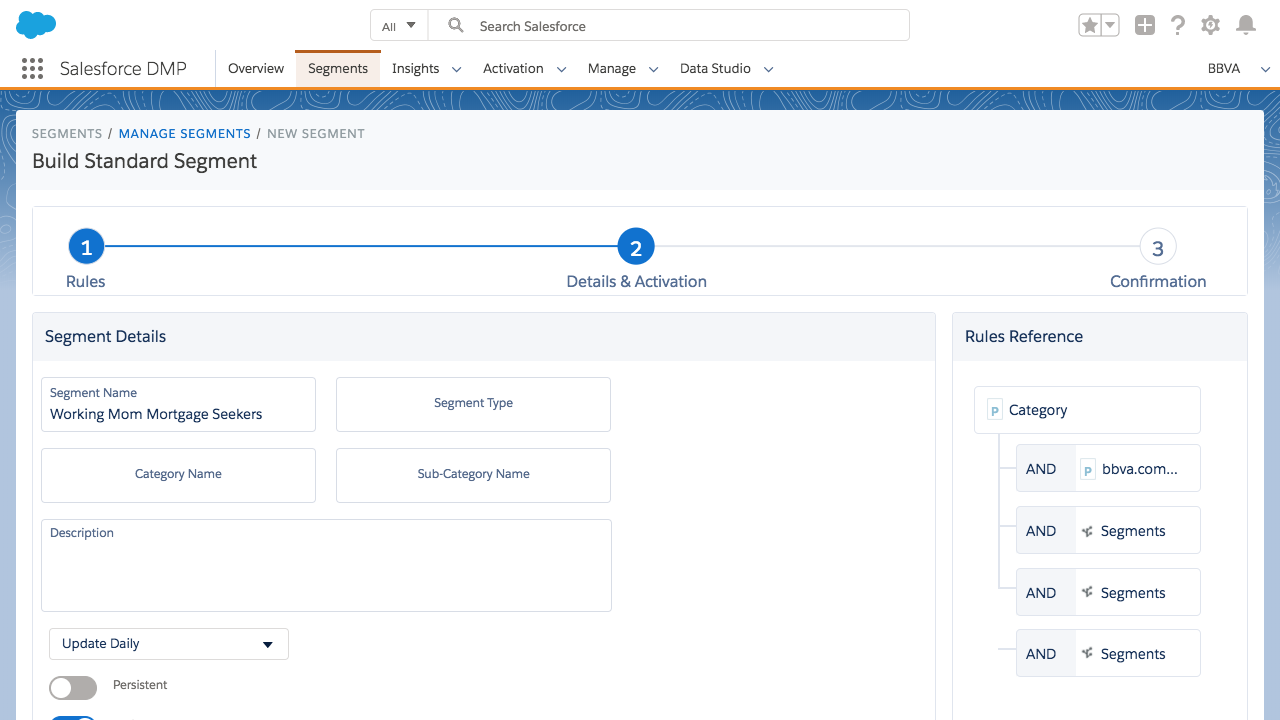 All
Search Salesforce
Salesforce DMP
Overview
Segments
Insights
Activation
Manage
Data Studio
BBVA
SEGMENTS / MANAGE SEGMENTS / NEW SEGMENT
Build Standard Segment
1
2
3
Rules
Details & Activation
Confirmation
Segment Details
Segment Name
Working Mom Mortgage Seekers
Segment Type
Category Name
Sub-Category Name
Description
Update Daily
Persistent
Rules Reference
p Category
AND p bbva.com...
AND Segments
AND Segments
AND Segments